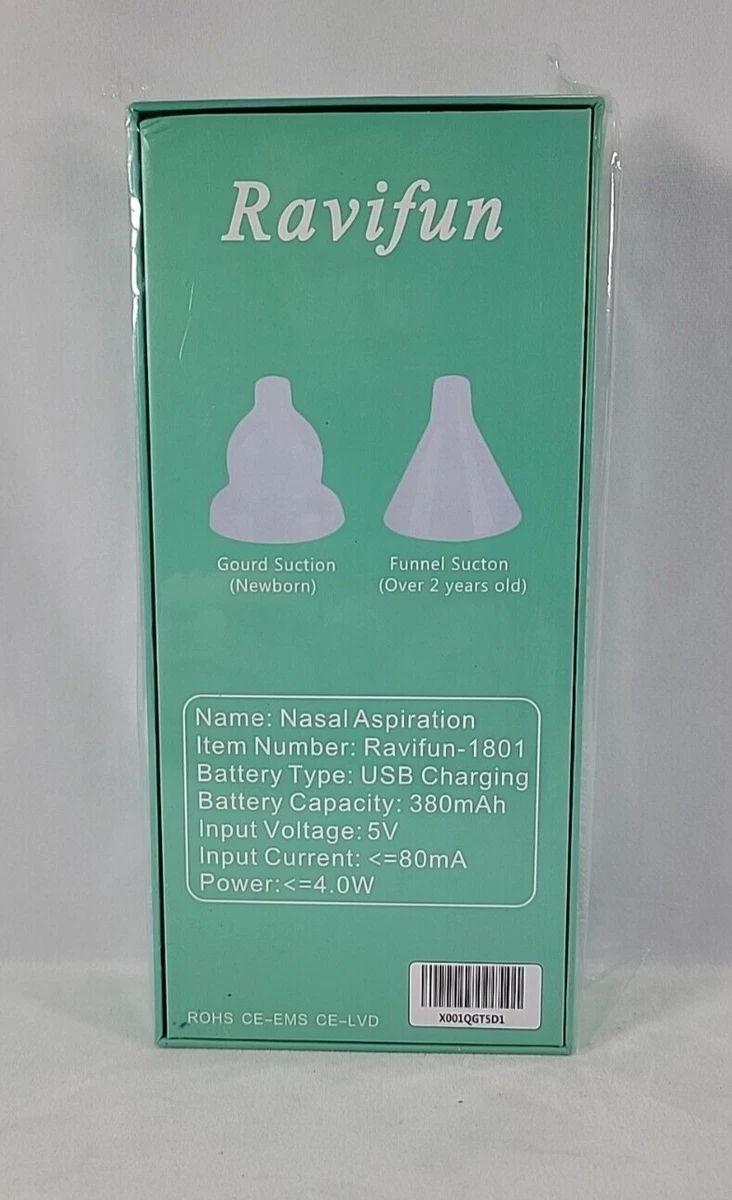 Ravifun
Gourd Suction
(Newborn)
Funnel Sucton
(Over 2 years old)
Name: Nasal Aspiration
Item Number: Ravifun-1801
Battery Type: USB Charging
Battery Capacity: 380mAh
Input Voltage: 5V
Input Current: <=80mA
Power:<=4.0W
ROHS CE-EMS CE-LVD
X001QGT5D1